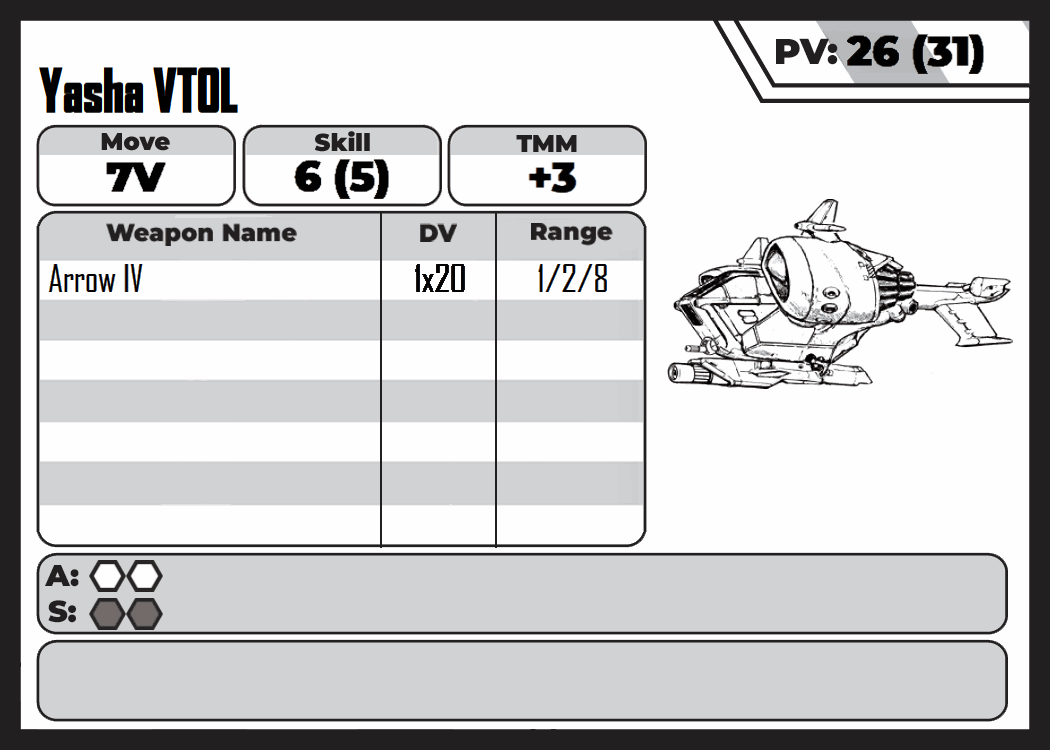 PV: 26 (31)
Yasha VTOL
Move Skill TMM
7V 6 (5) +3
Weapon Name DV Range
Arrow IV 1x20 1/2/8
A:
S: